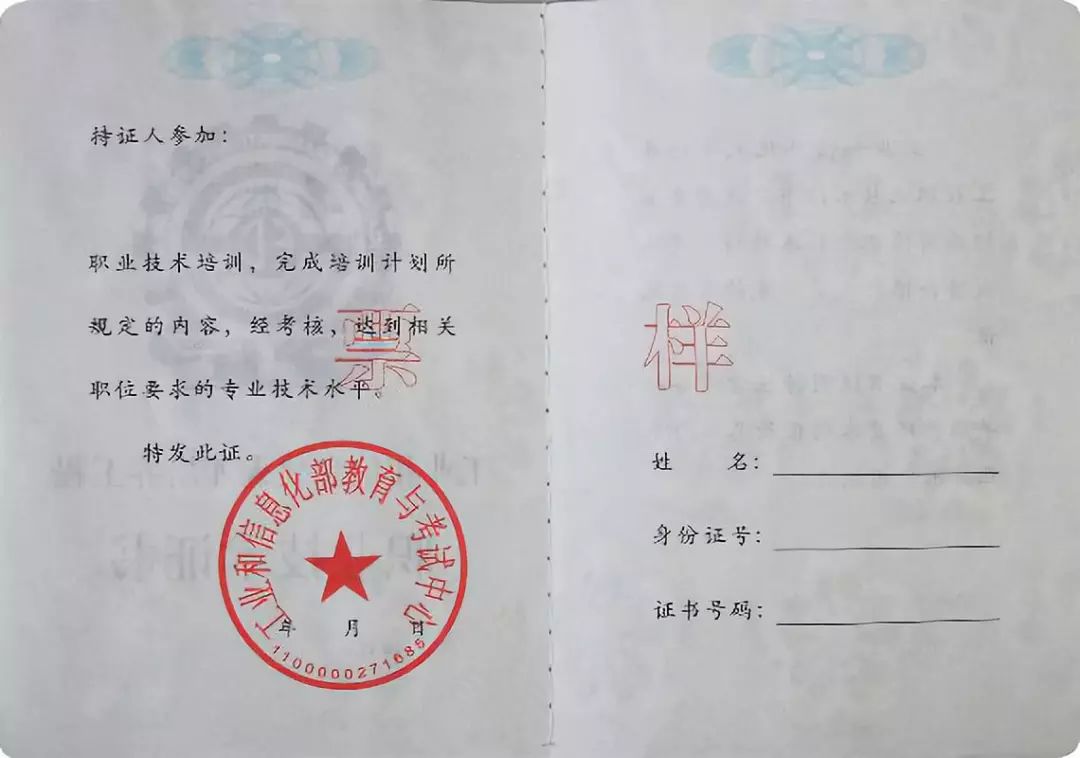 持证人参加：
职业技术培训，完成培训计划所
规定的内容，经考核，达到相关
职位要求的专业技术水平。
特发此证。
工业和信息化部教育与考试中心
年 月 日
1100000271685
票样
姓 名：
身份证号：
证书号码：